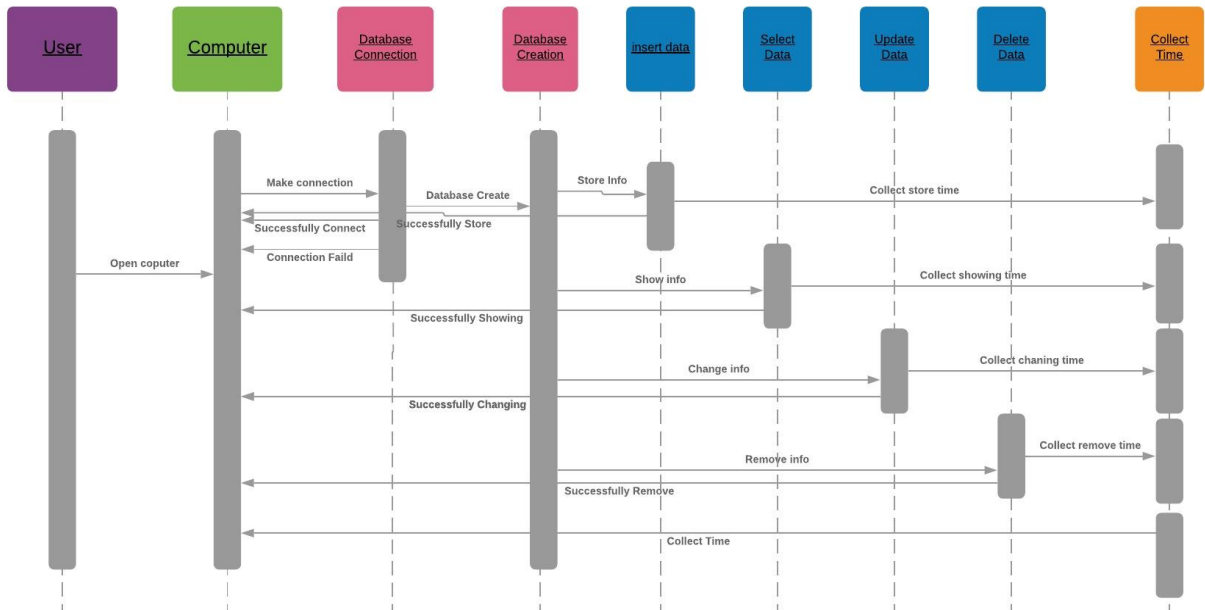 User
Computer
Database
Connection
Database
Creation
insert data
Select
Data
Update
Data
Delete
Data
Collect
Time
Make connection
Database Create
Store Info
Collect store time
Successfully Store
Successfully Connect
Connection Faild
Open coputer
Show info
Collect showing time
Successfully Showing
Change info
Collect chaning time
Successfully Changing
Collect remove time
Remove info
Successfully Remove
Collect Time